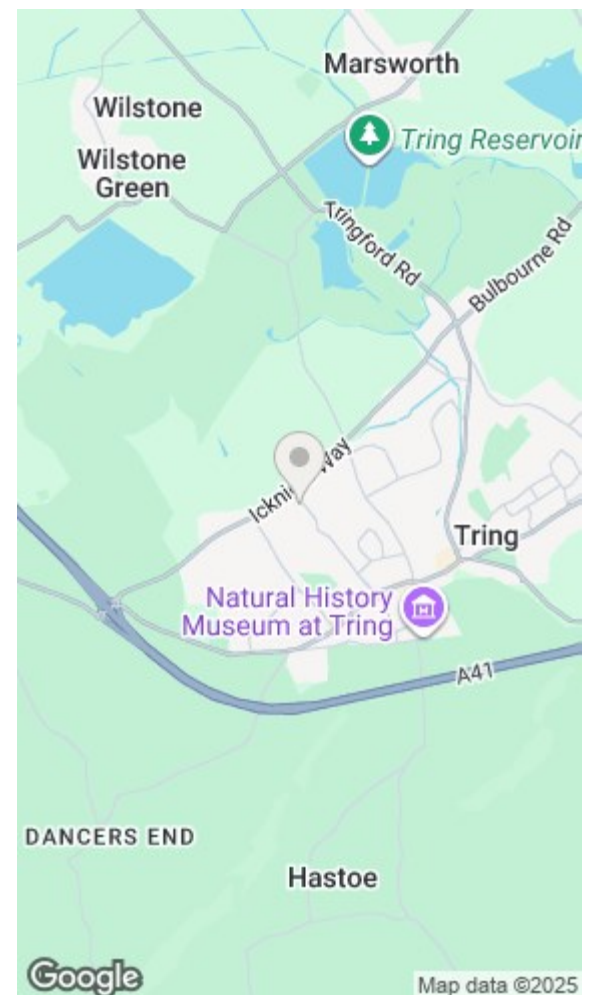 Marsworth
Wilstone
Tring Reservoir
Wilstone
Green
Tringford Rd
Bulbourne Rd
Icknield Way
Tring
Natural History
Museum at Tring
A41
DANCERS END
Hastoe
Google
Map data ©2025